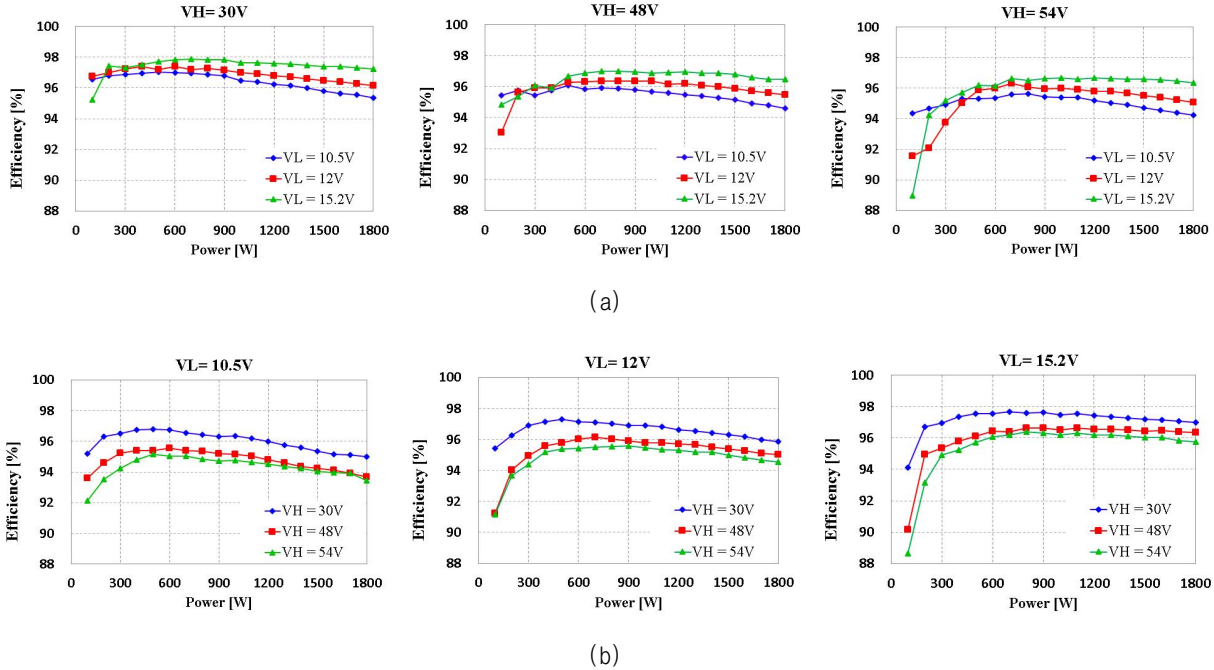 VH= 30V
Efficiency [%]
100
98
96
94
92
90
88
VL = 10.5V
VL = 12V
VL = 15.2V
0 300 600 900 1200 1500 1800
Power [W]
VH= 48V
Efficiency [%]
100
98
96
94
92
90
88
VL = 10.5V
VL = 12V
VL = 15.2V
0 300 600 900 1200 1500 1800
Power [W]
VH= 54V
Efficiency [%]
100
98
96
94
92
90
88
VL = 10.5V
VL = 12V
VL = 15.2V
0 300 600 900 1200 1500 1800
Power [W]
(a)
VL= 10.5V
Efficiency [%]
100
98
96
94
92
90
88
VH = 30V
VH = 48V
VH = 54V
0 300 600 900 1200 1500 1800
Power [W]
VL= 12V
Efficiency [%]
100
98
96
94
92
90
88
VH = 30V
VH = 48V
VH = 54V
0 300 600 900 1200 1500 1800
Power [W]
VL= 15.2V
Efficiency [%]
100
98
96
94
92
90
88
VH = 30V
VH = 48V
VH = 54V
0 300 600 900 1200 1500 1800
Power [W]
(b)